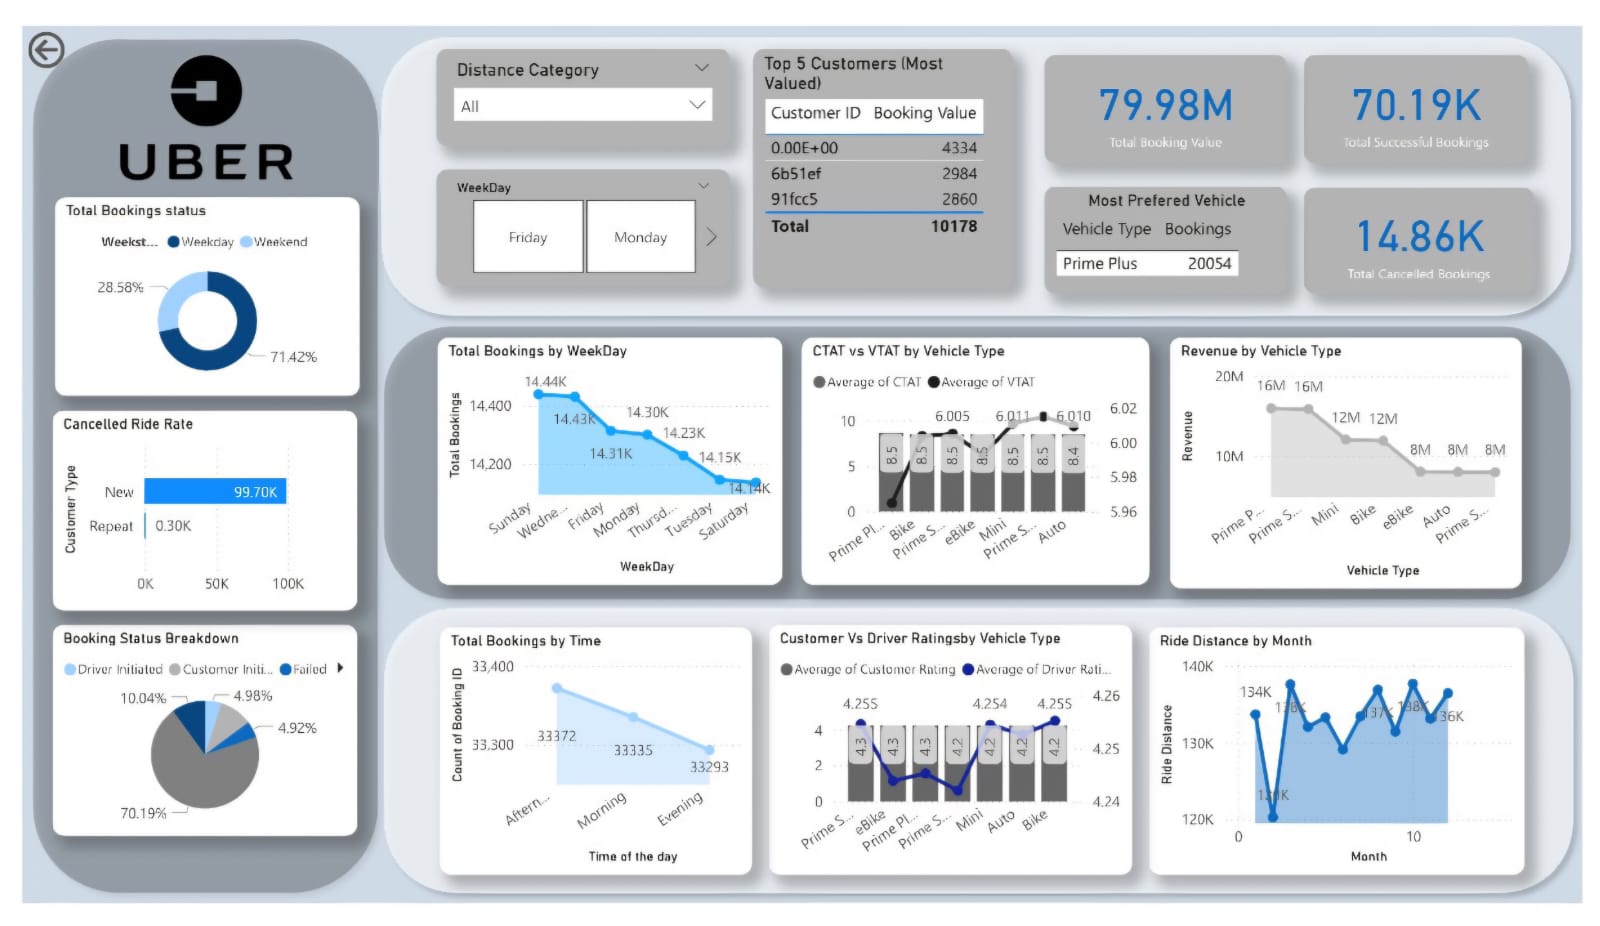 UBER
Total Bookings status
Weekst... Weekday Weekend
28.58%
71.42%
Cancelled Ride Rate
Customer Type
New 99.70K
Repeat 0.30K
0K 50K 100K
Booking Status Breakdown
Driver Initiated Customer Initi... Failed
10.04% 4.98%
4.92%
70.19%
Distance Category
All
WeekDay
Friday Monday
Top 5 Customers (Most
Valued)
Customer ID Booking Value
0.00E+00 4334
6b51ef 2984
91fcc5 2860
Total 10178
79.98M
Total Booking Value
70.19K
Total Successful Bookings
Most Prefered Vehicle
Vehicle Type Bookings
Prime Plus 20054
14.86K
Total Cancelled Bookings
Total Bookings by WeekDay
Total Bookings
14,400
14,200
14.44K
14.43K
14.31K
14.30K
14.23K
14.15K
14.14K
Sunday Wedne... Friday Monday Thursd... Tuesday Saturday
WeekDay
CTAT vs VTAT by Vehicle Type
Average of CTAT Average of VTAT
10
5
0
6.005 6.011 6.010
8.5 8.5 8.5 8.5 8.5 8.5 8.4
6.02
6.00
5.98
5.96
Prime Pl... Bike Prime S... eBike Mini Prime S... Auto
Revenue by Vehicle Type
Revenue
20M
10M
16M 16M 12M 12M 8M 8M 8M
Prime P... Prime S... Mini Bike eBike Auto Prime S...
Vehicle Type
Total Bookings by Time
Count of Booking ID
33,400
33,300
33372
33335
33293
Aftern... Morning Evening
Time of the day
Customer Vs Driver Ratingsby Vehicle Type
Average of Customer Rating Average of Driver Rati...
4
2
0
4.255 4.254 4.255
4.3 4.3 4.3 4.2 4.2 4.2 4.2
4.26
4.25
4.24
Prime S... eBike Prime Pl... Prime S... Mini Auto Bike
Ride Distance by Month
Ride Distance
140K
130K
120K
134K
138K
137K
138K
136K
0 10
Month